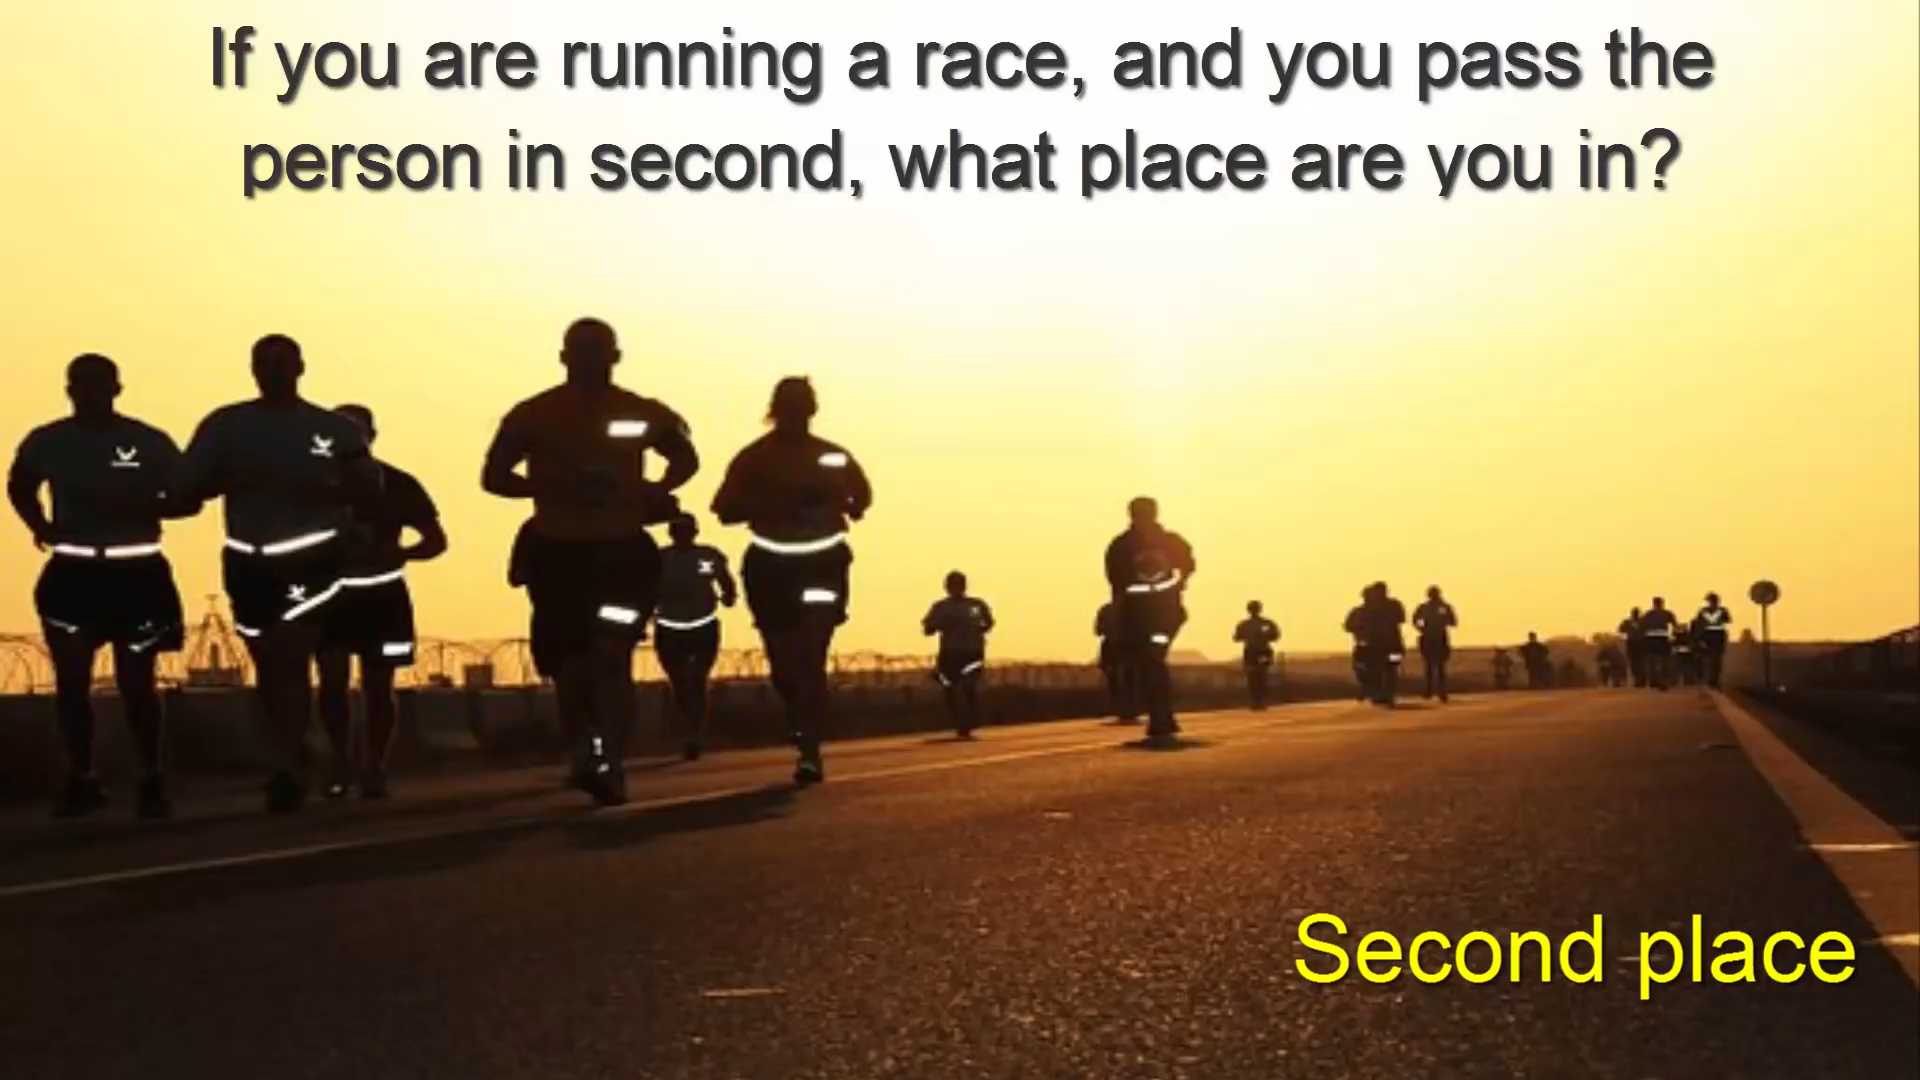 If you are running a race, and you pass the
person in second, what place are you in?
Second place